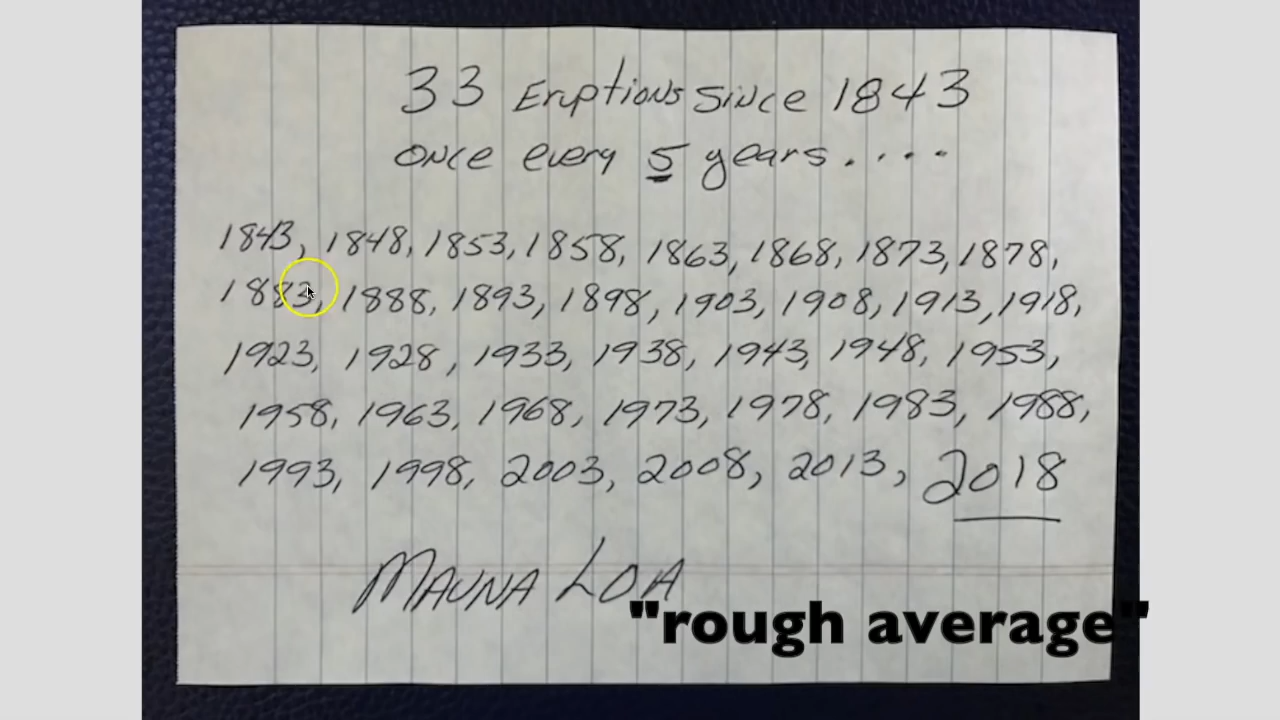 33 Eruptions Since 1843
once every 5 years. . . .
1843, 1848, 1853, 1858, 1863, 1868, 1873, 1878,
1883, 1888, 1893, 1898, 1903, 1908, 1913, 1918,
1923, 1928, 1933, 1938, 1943, 1948, 1953,
1958, 1963, 1968, 1973, 1978, 1983, 1988,
1993, 1998, 2003, 2008, 2013, 2018
MAUNA LOA
"rough average"